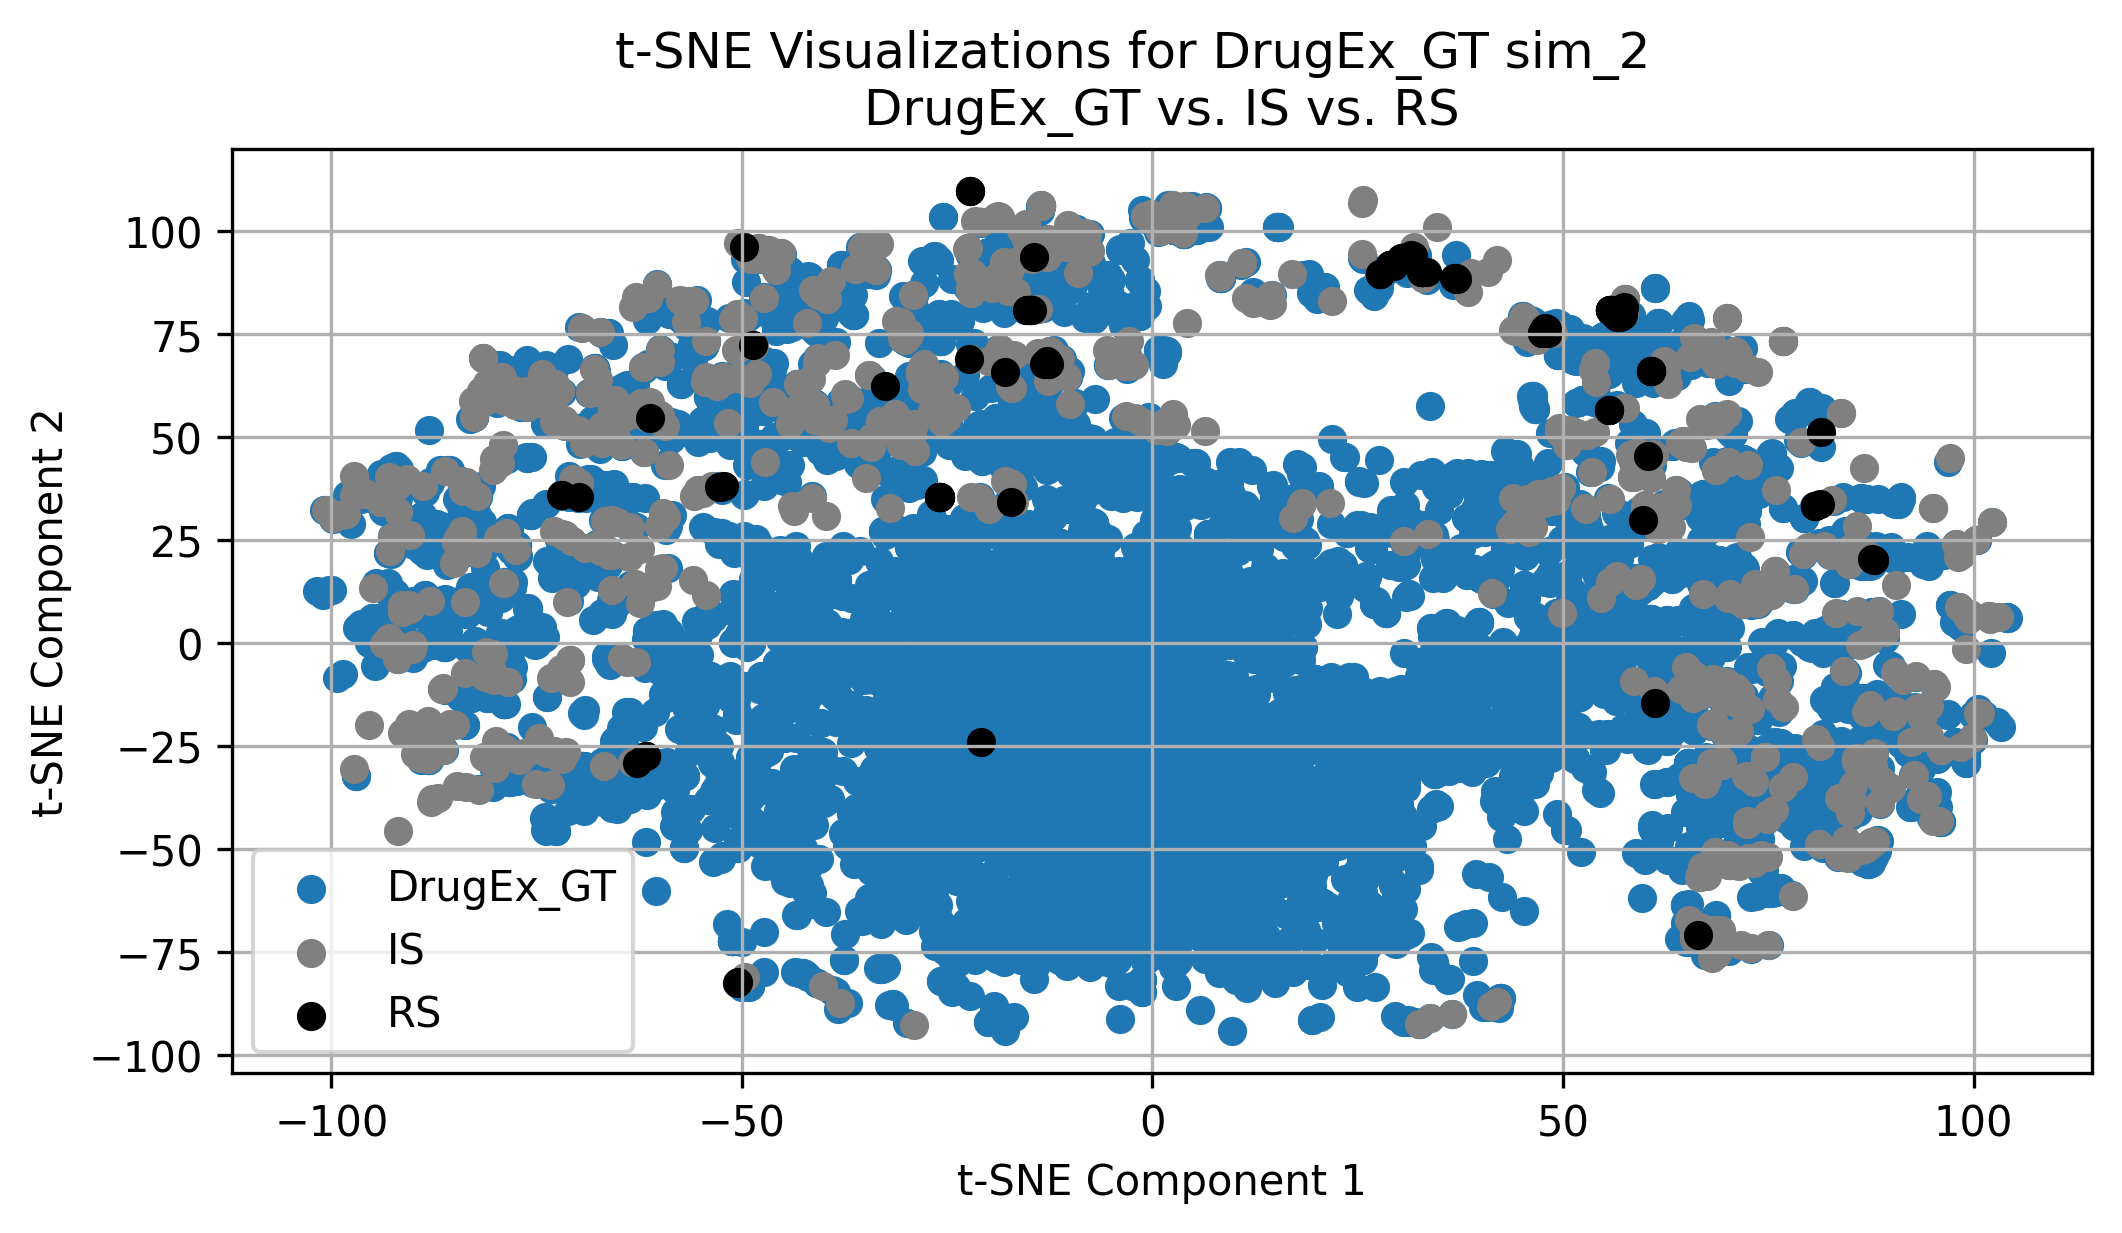 t-SNE Visualizations for DrugEx_GT sim_2
DrugEx_GT vs. IS vs. RS
t-SNE Component 2
100
75
50
25
0
−25
−50
−75
−100
DrugEx_GT
IS
RS
−100
−50
0
50
100
t-SNE Component 1